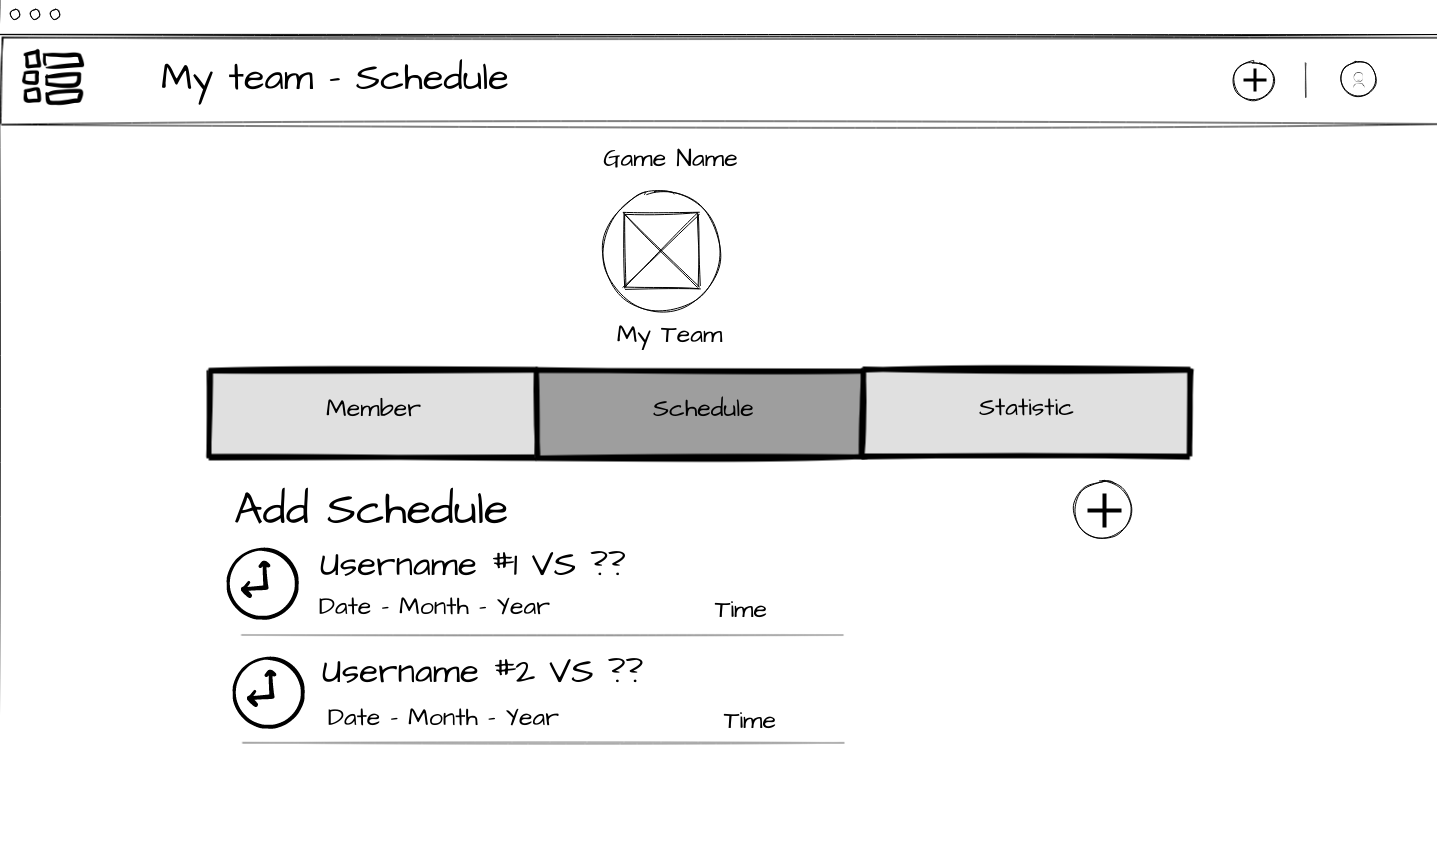 My team - Schedule
Game Name
My Team
Member
Schedule
Statistic
Add Schedule
Username #1 VS ??
Date - Month - Year
Time
Username #2 VS ??
Date - Month - Year
Time